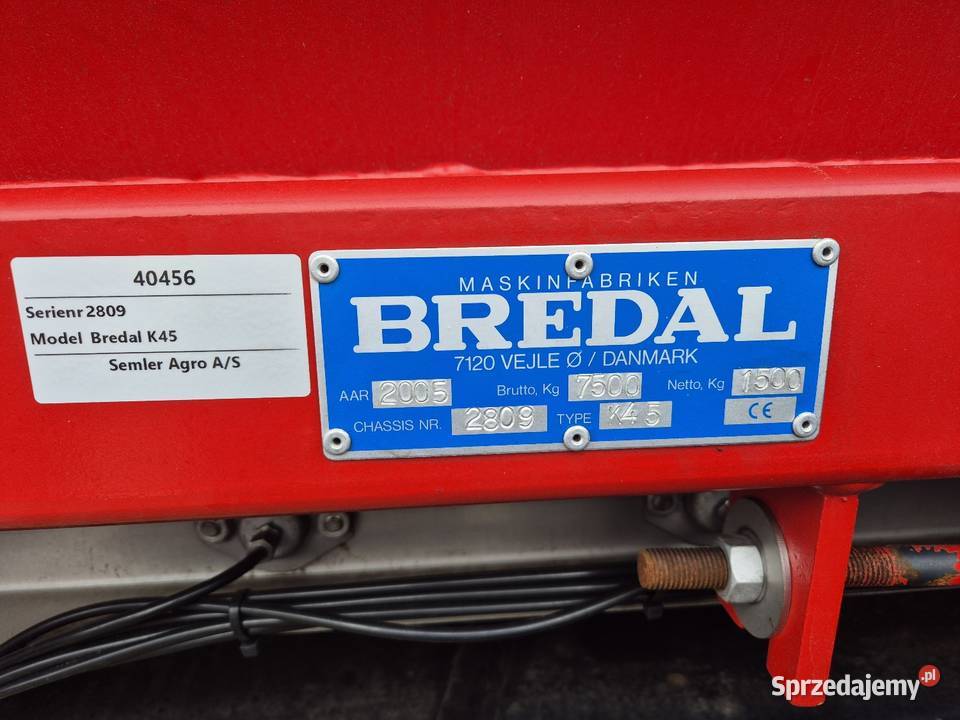 40456
Serienr 2809
Model Bredal K45
Semler Agro A/S
MASKINFABRIKEN
BREDAL
7120 VEJLE Ø / DANMARK
AAR 2005 Brutto, Kg 7500 Netto, Kg 1500
CHASSIS NR. 2809 TYPE K45 CE
Sprzedajemy.pl